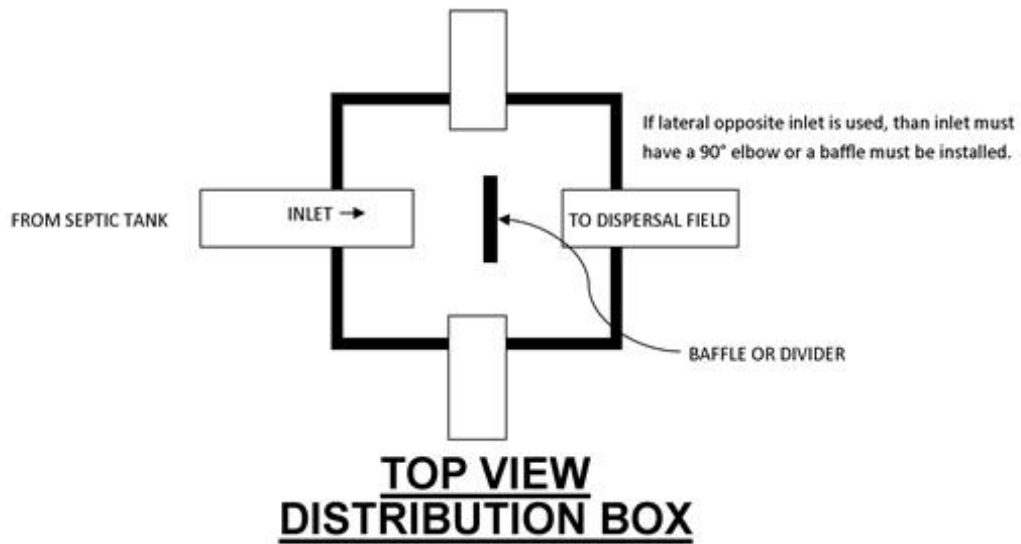 If lateral opposite inlet is used, than inlet must
have a 90° elbow or a baffle must be installed.
FROM SEPTIC TANK
INLET →
TO DISPERSAL FIELD
BAFFLE OR DIVIDER
TOP VIEW
DISTRIBUTION BOX